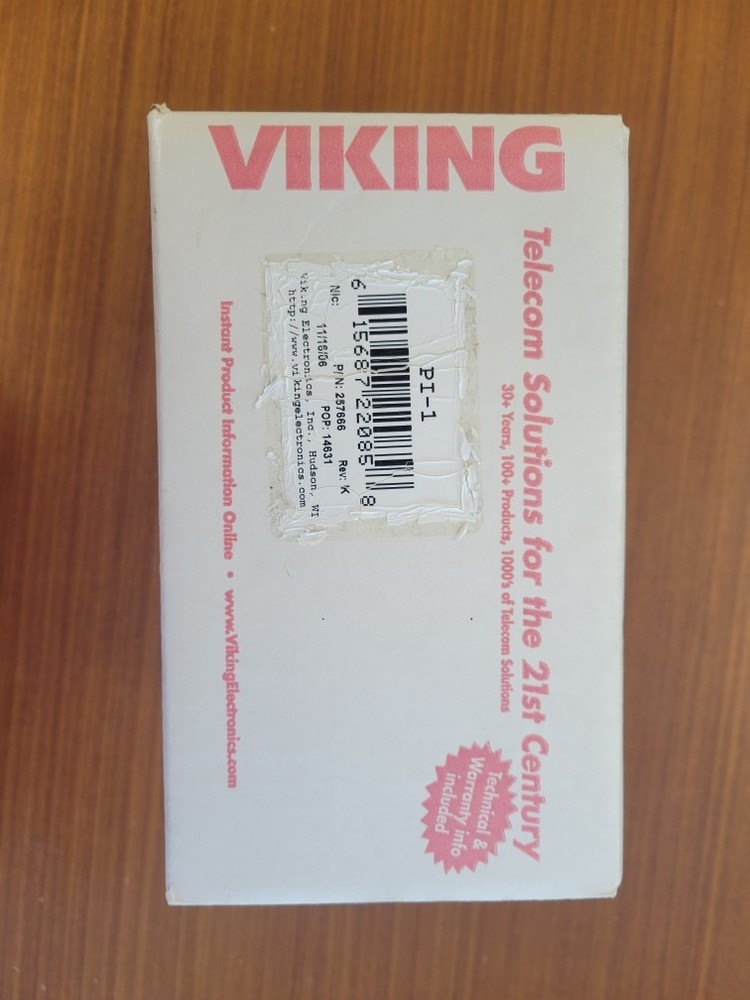 VIKING
Telecom Solutions for the 21st Century
30+ Years, 100+ Products, 1000's of Telecom Solutions
PI-1
6 15687 22085 8
P/N: 257666 Rev: K
Nic: 11/16/06 POP: 14631
Viking Electronics, Inc., Hudson, WI
http://www.vikingelectronics.com
Instant Product Information Online • www.VikingElectronics.com
Technical &
Warranty info
included